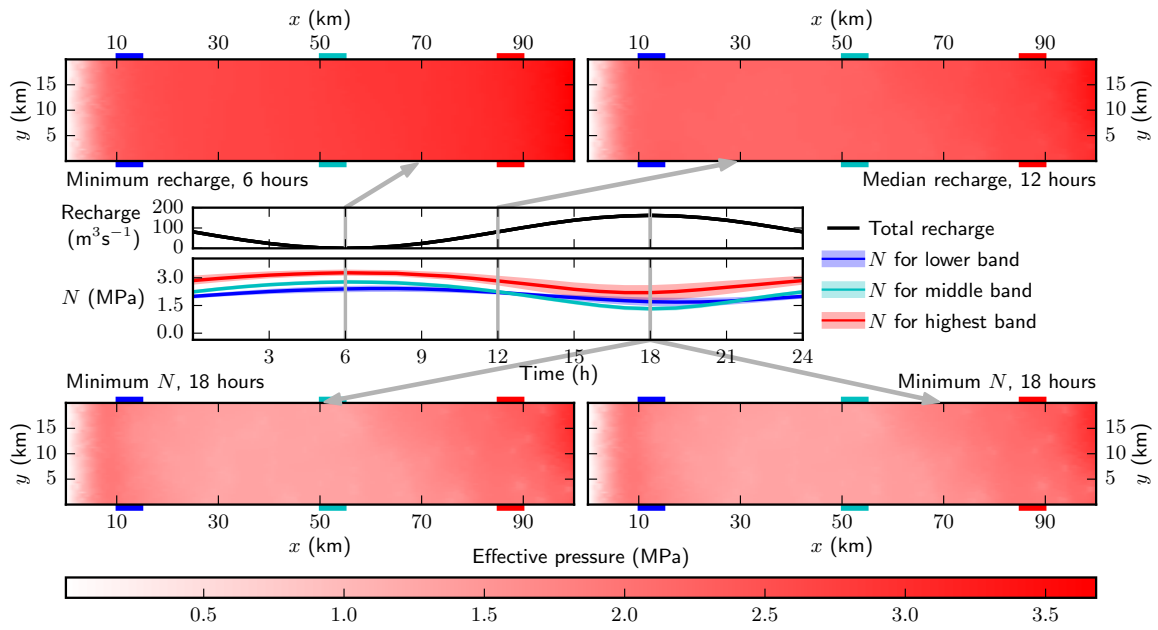 x (km)
x (km)
10 30 50 70 90
10 30 50 70 90
y (km)
15
10
5
15
10
5
y (km)
Minimum recharge, 6 hours
Median recharge, 12 hours
Recharge
(m³s⁻¹)
200
100
0
N (MPa)
3.0
1.5
0.0
3 6 9 12 15 18 21 24
Time (h)
Total recharge
N for lower band
N for middle band
N for highest band
Minimum N, 18 hours
Minimum N, 18 hours
y (km)
15
10
5
15
10
5
y (km)
10 30 50 70 90
10 30 50 70 90
x (km)
x (km)
Effective pressure (MPa)
0.5 1.0 1.5 2.0 2.5 3.0 3.5